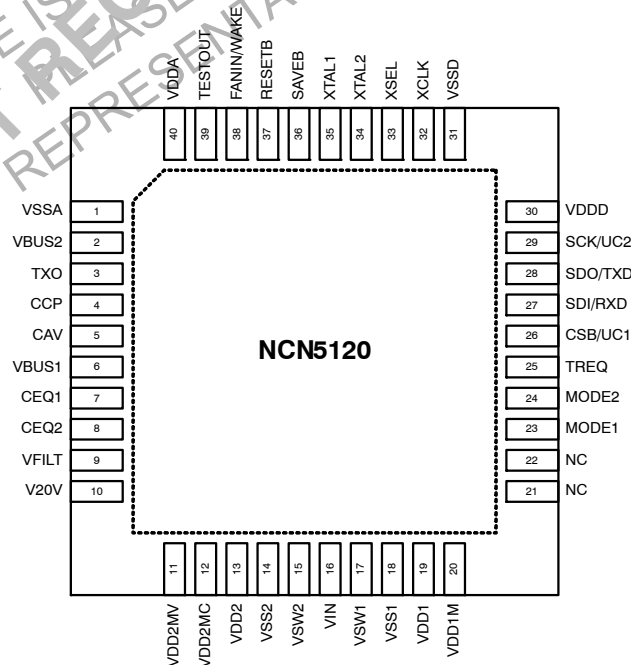 E IS
T REC
PLEASE
REPRESENTA
VDDA
TESTOUT
FANIN/WAKE
RESETB
SAVEB
XTAL1
XTAL2
XSEL
XCLK
VSSD
40
39
38
37
36
35
34
33
32
31
VSSA 1
VBUS2 2
TXO 3
CCP 4
CAV 5
VBUS1 6
CEQ1 7
CEQ2 8
VFILT 9
V20V 10
NCN5120
30 VDDD
29 SCK/UC2
28 SDO/TXD
27 SDI/RXD
26 CSB/UC1
25 TREQ
24 MODE2
23 MODE1
22 NC
21 NC
11
12
13
14
15
16
17
18
19
20
VDD2MV
VDD2MC
VDD2
VSS2
VSW2
VIN
VSW1
VSS1
VDD1
VDD1M